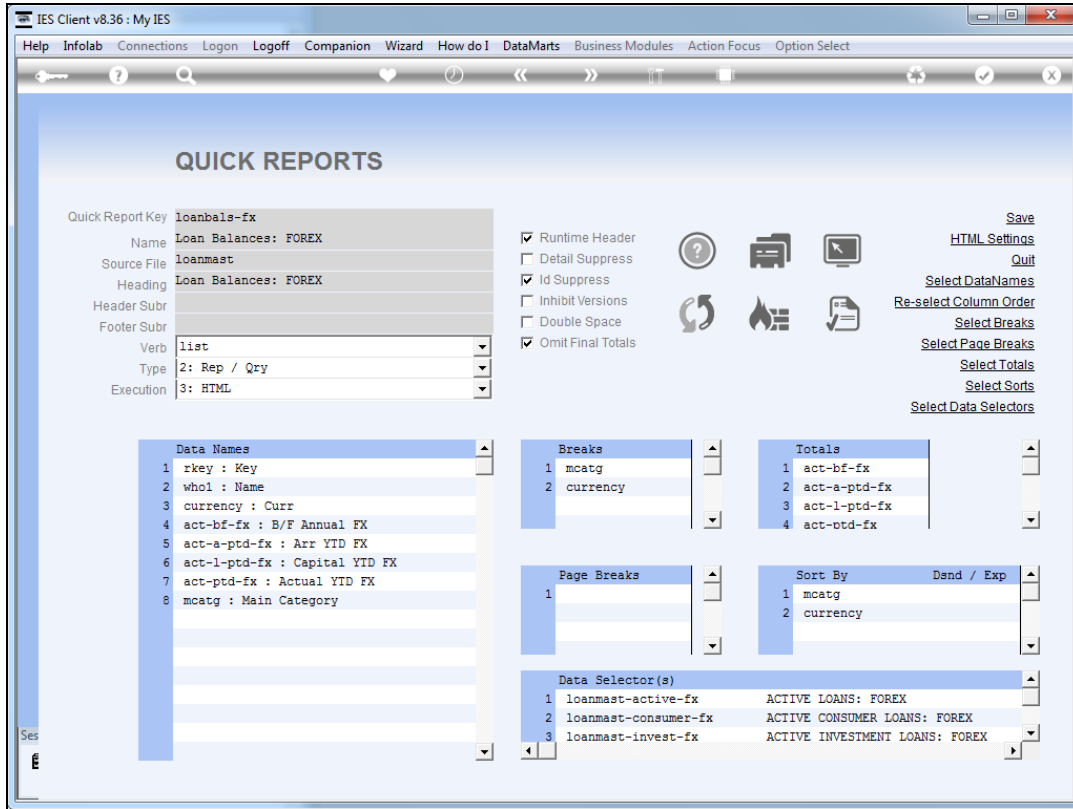 IES Client v8.36 : My IES
Help Infolab Connections Logon Logoff Companion Wizard How do I DataMarts Business Modules Action Focus Option Select
QUICK REPORTS
Quick Report Key loanbals-fx
Name Loan Balances: FOREX
Source File loanmast
Heading Loan Balances: FOREX
Header Subr
Footer Subr
Verb list
Type 2: Rep / Qry
Execution 3: HTML
Runtime Header
Detail Suppress
Id Suppress
Inhibit Versions
Double Space
Omit Final Totals
Save
HTML Settings
Quit
Select DataNames
Re-select Column Order
Select Breaks
Select Page Breaks
Select Totals
Select Sorts
Select Data Selectors
Data Names
1 rkey : Key
2 who1 : Name
3 currency : Curr
4 act-bf-fx : B/F Annual FX
5 act-a-ptd-fx : Arr YTD FX
6 act-l-ptd-fx : Capital YTD FX
7 act-ptd-fx : Actual YTD FX
8 mcatg : Main Category
Breaks
1 mcatg
2 currency
Totals
1 act-bf-fx
2 act-a-ptd-fx
3 act-l-ptd-fx
4 act-ptd-fx
Page Breaks
1
Sort By Dsnd / Exp
1 mcatg
2 currency
Data Selector(s)
1 loanmast-active-fx ACTIVE LOANS: FOREX
2 loanmast-consumer-fx ACTIVE CONSUMER LOANS: FOREX
3 loanmast-invest-fx ACTIVE INVESTMENT LOANS: FOREX
Ses